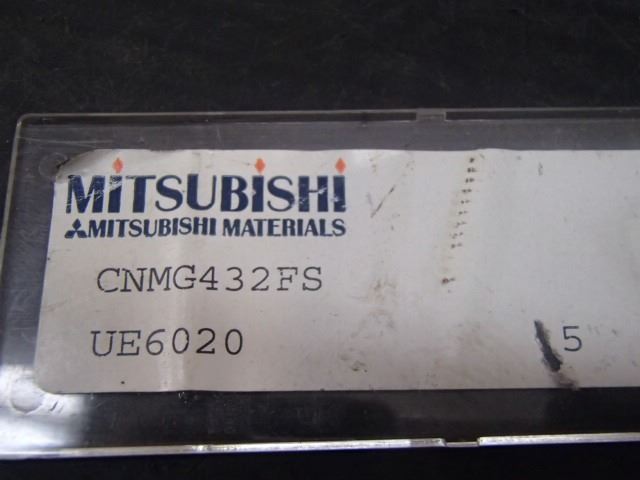 MITSUBISHI
MITSUBISHI MATERIALS
CNMG432FS
UE6020 5